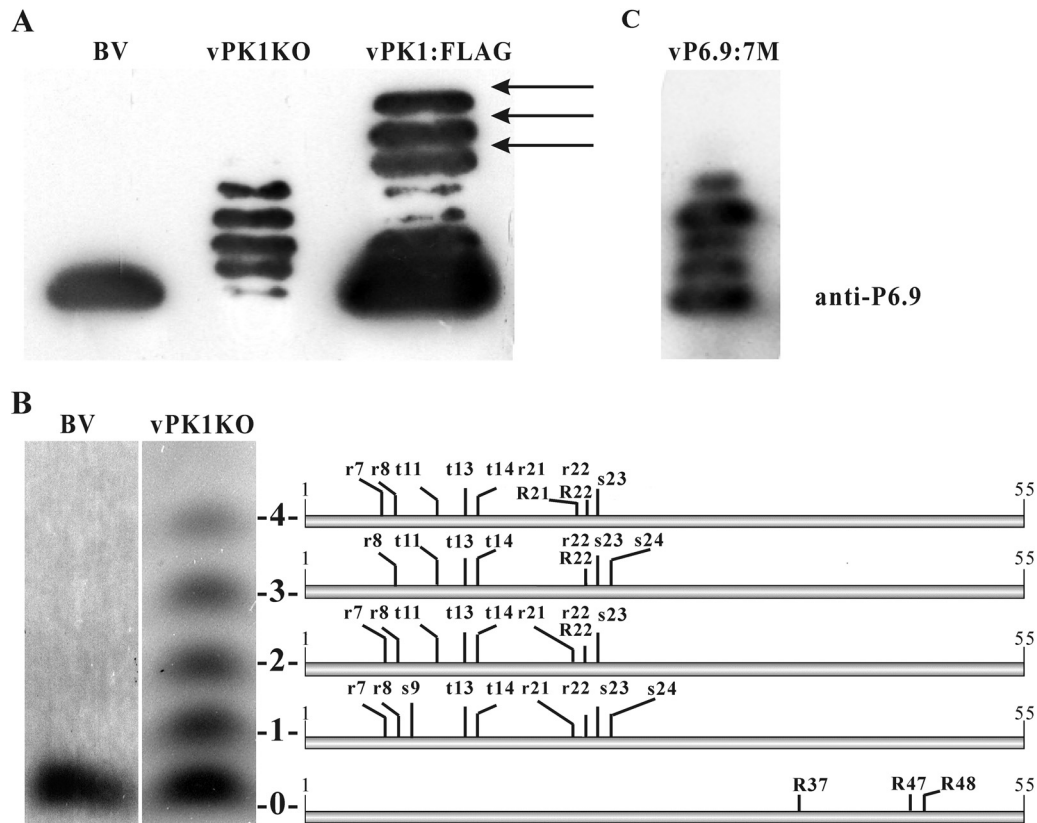 A
BV vPK1KO vPK1:FLAG
C
vP6.9:7M
anti-P6.9
B
BV vPK1KO
r7 r8 t11 t13 t14 r21 r22
R21 R22 s23
1 55
-4-
r8 t11 t13 t14 r22 s23 s24
R22
1 55
-3-
r7 r8 t11 t13 t14 r21 r22
R22 s23
1 55
-2-
r7 r8 s9 t13 t14 r21 r22 s23 s24
1 55
-1-
1 R37 R47 R48 55
-0-